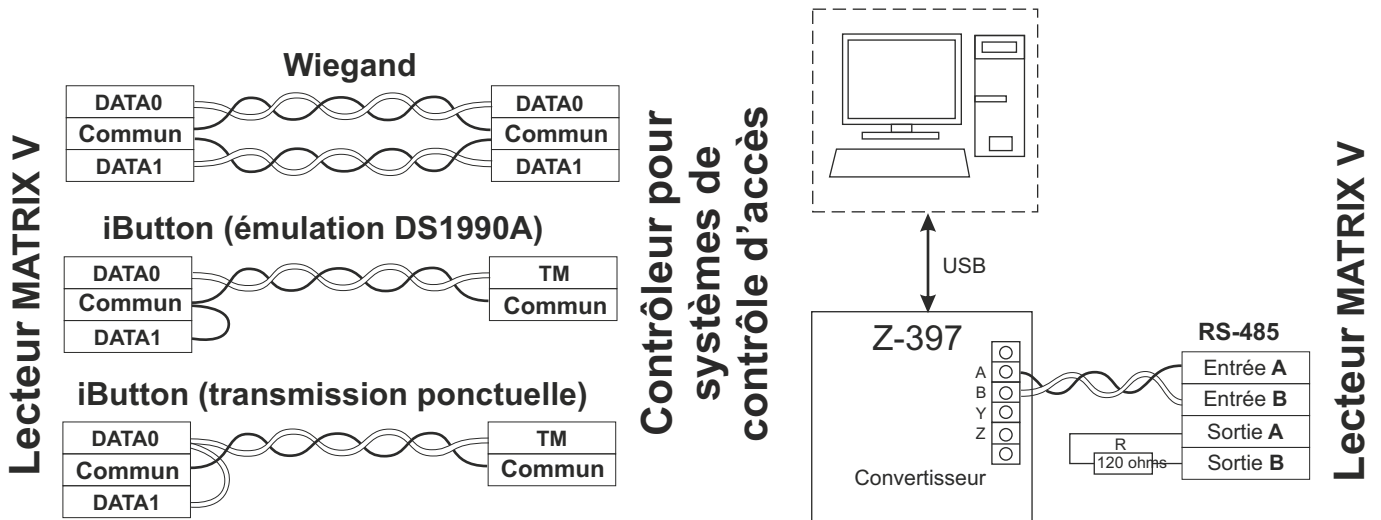 Lecteur MATRIX V
Wiegand
DATA0
Commun
DATA1
DATA0
Commun
DATA1
iButton (émulation DS1990A)
DATA0
Commun
DATA1
TM
Commun
iButton (transmission ponctuelle)
DATA0
Commun
DATA1
TM
Commun
Contrôleur pour
systèmes de
contrôle d'accès
USB
Z-397
A
B
Y
Z
Convertisseur
RS-485
Entrée A
Entrée B
Sortie A
Sortie B
R
120 ohms
Lecteur MATRIX V